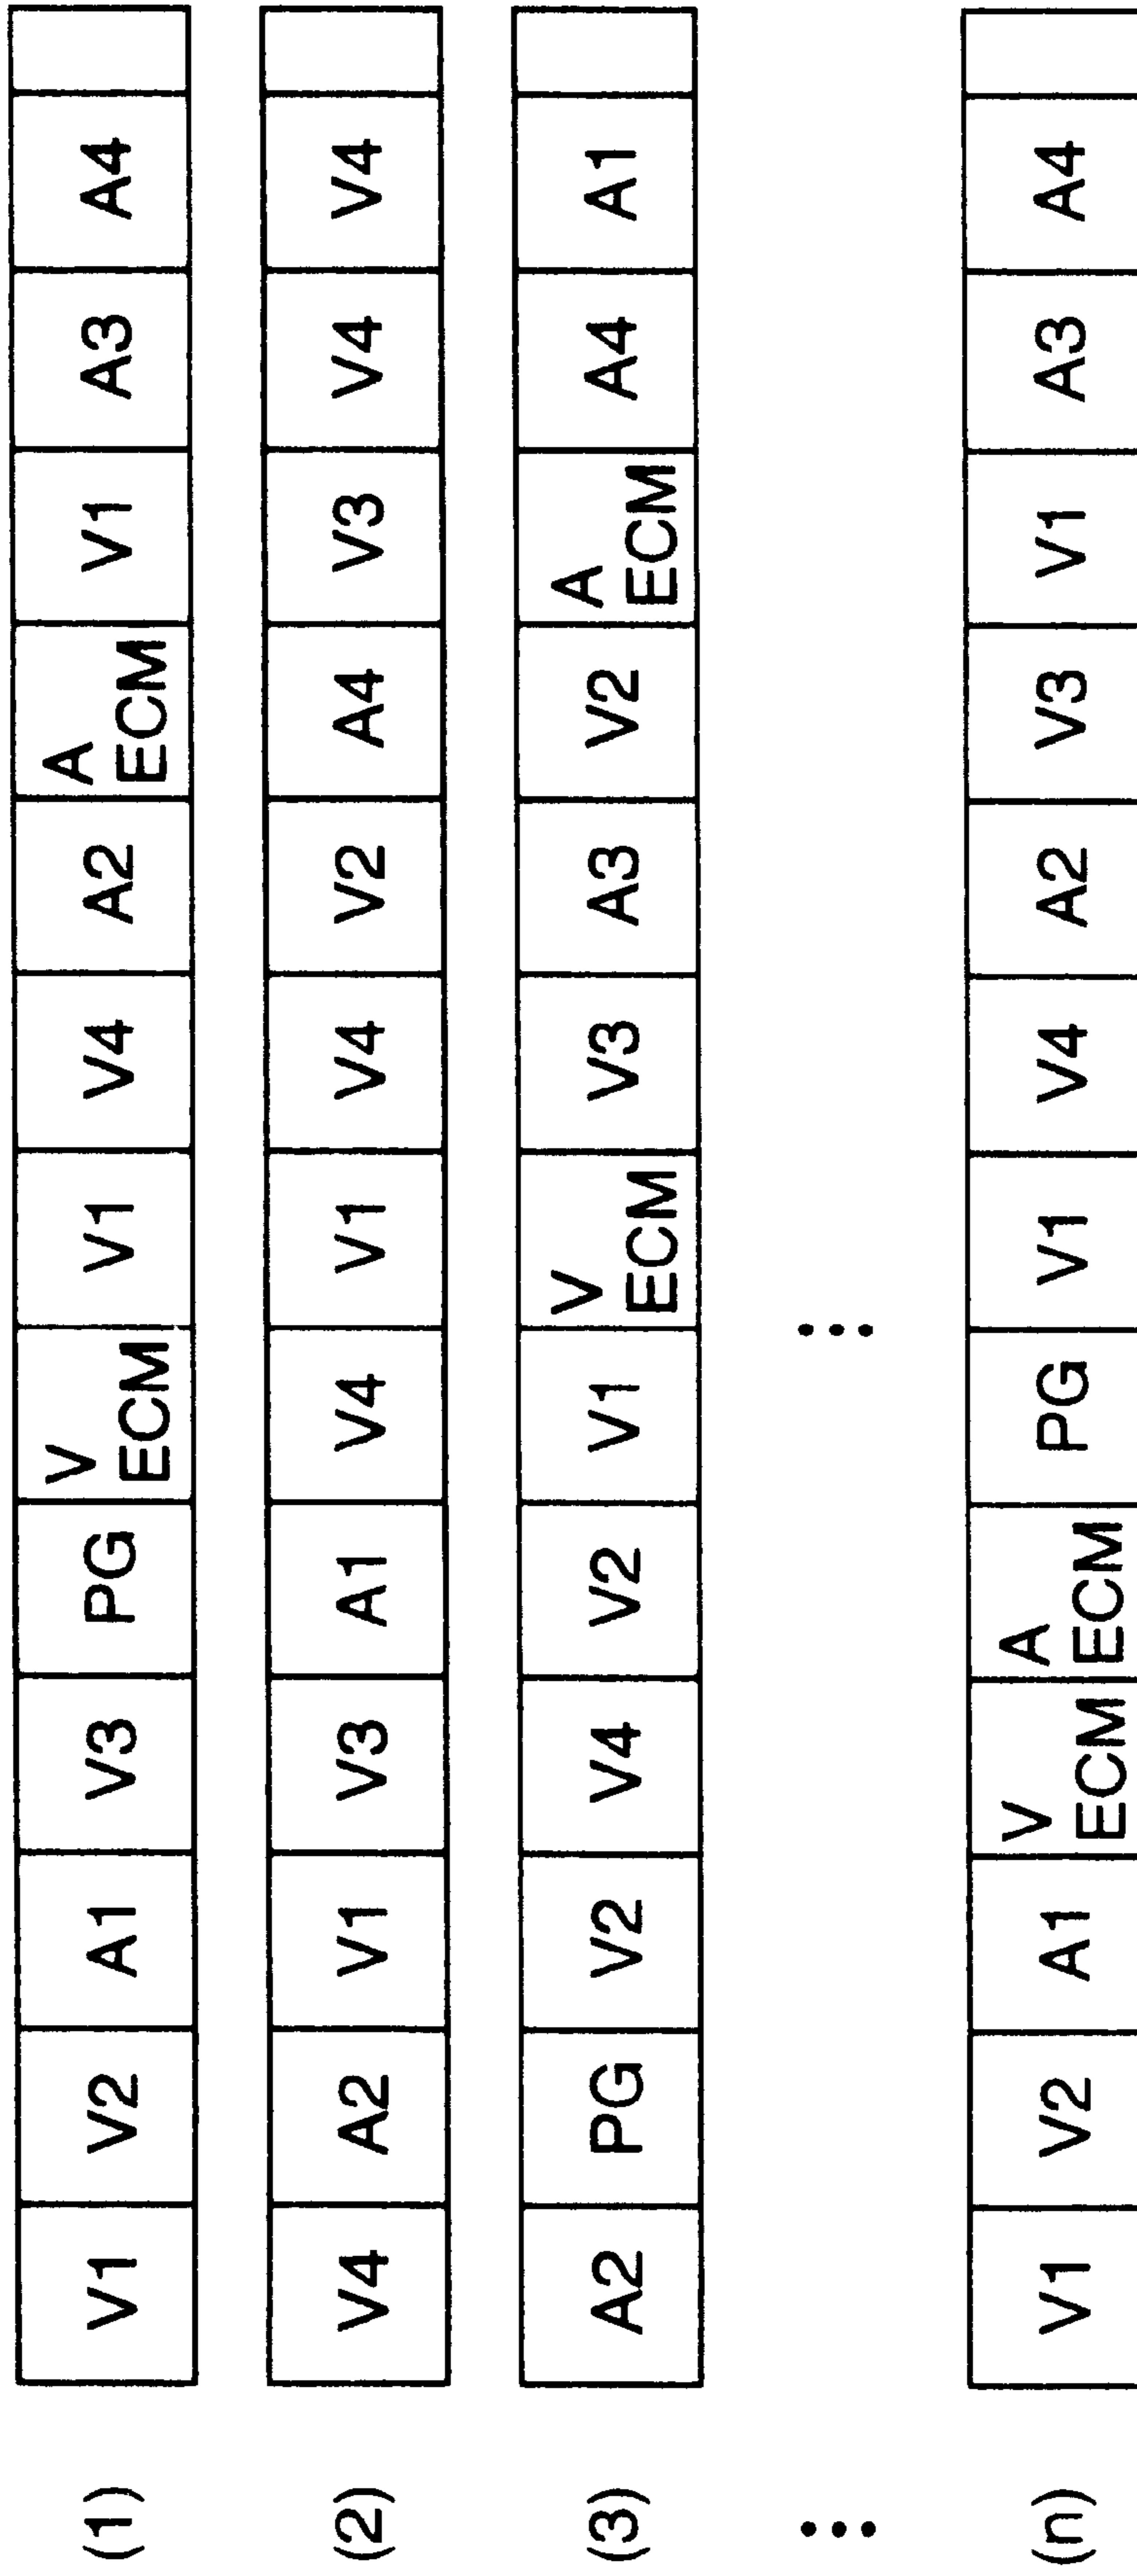 (1) V1 V2 A1 V3 PG V ECM V1 V4 A2 A ECM V1 A3 A4
(2) V4 A2 V1 V3 A1 V4 V1 V4 V2 A4 V3 V4 V4
(3) A2 PG V2 V4 V2 V1 V ECM V3 A3 V2 A ECM A4 A1
... ...
(n) V1 V2 A1 V ECM A ECM PG V1 V4 A2 V3 V1 A3 A4